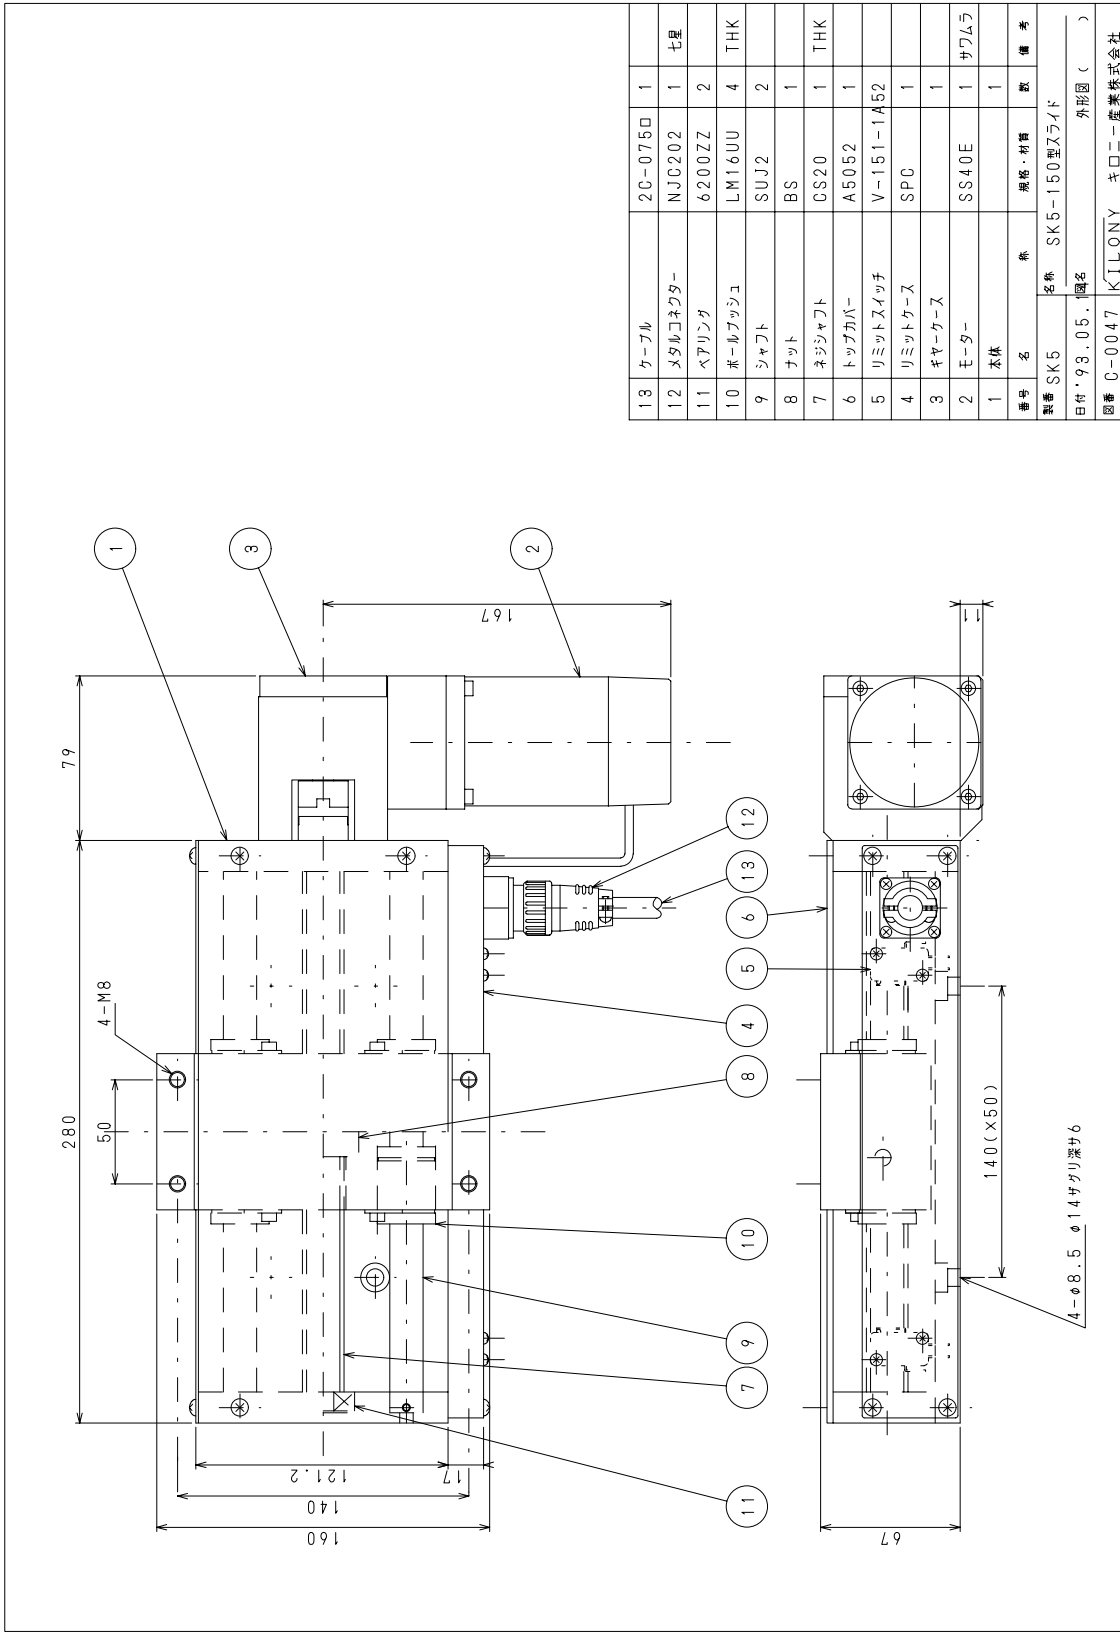 13 ケーブル 2C-075□ 1
12 メタルコネクター NJC202 1 七星
11 ベアリング 6200ZZ 2
10 ボールブッシュ LM16UU 4 THK
9 シャフト SUJ2 2
8 ナット BS 1
7 ネジシャフト CS20 1 THK
6 トップカバー A5052 1
5 リミットスイッチ V-151-1A5 2
4 リミットケース SPC 1
3 ギヤーケース 1
2 モーター SS40E 1 サワムラ
1 本体 1
番号 名 称 規格・材質 数 備考
製番 SK5 名称 SK5-150型スライド
日付 '93.05.1 図名 外形図 ( )
図番 C-0047 KILONY キロニー産業株式会社
1
3
2
79
280
50
4-M8
167
12
13
6
5
4
8
10
9
7
11
17
121.2
140
160
11
140(x50)
4-φ8.5 φ14ザグリ深サ6
67